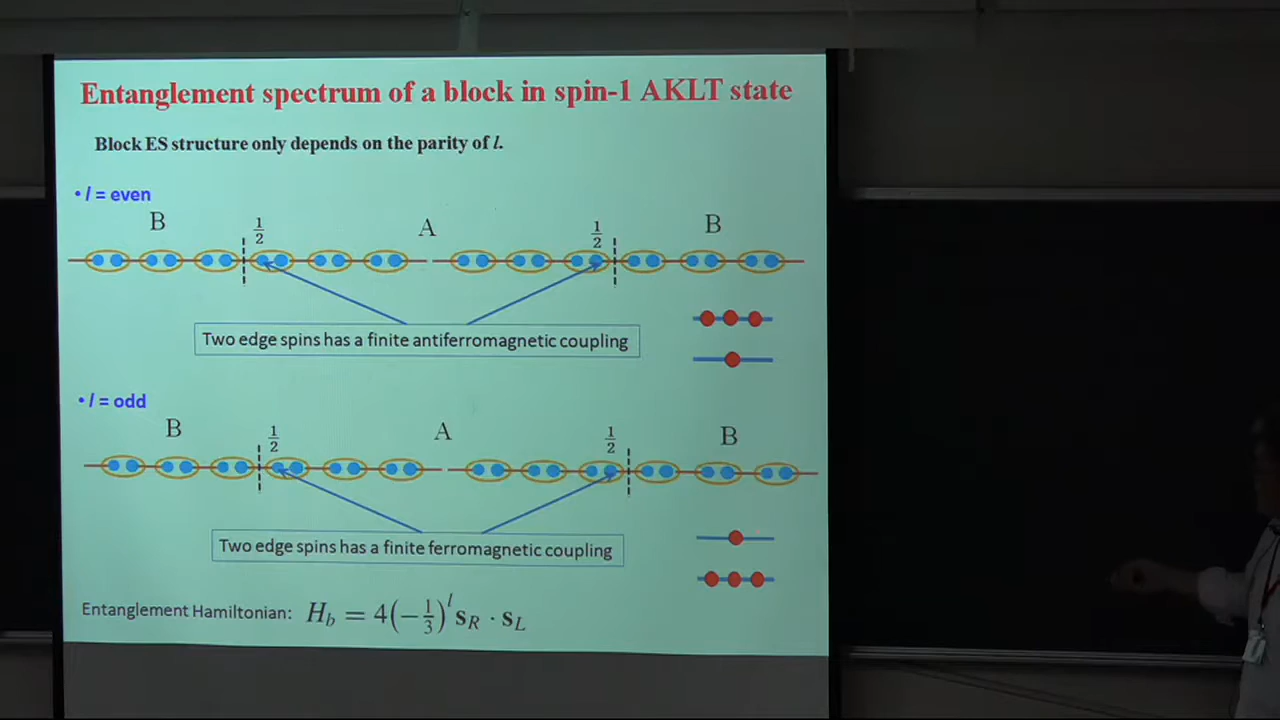 Entanglement spectrum of a block in spin-1 AKLT state
Block ES structure only depends on the parity of l.
• l = even
B 1/2 A 1/2 B
Two edge spins has a finite antiferromagnetic coupling
• l = odd
B 1/2 A 1/2 B
Two edge spins has a finite ferromagnetic coupling
Entanglement Hamiltonian: H_b = 4(-1/3)^l s_R · s_L